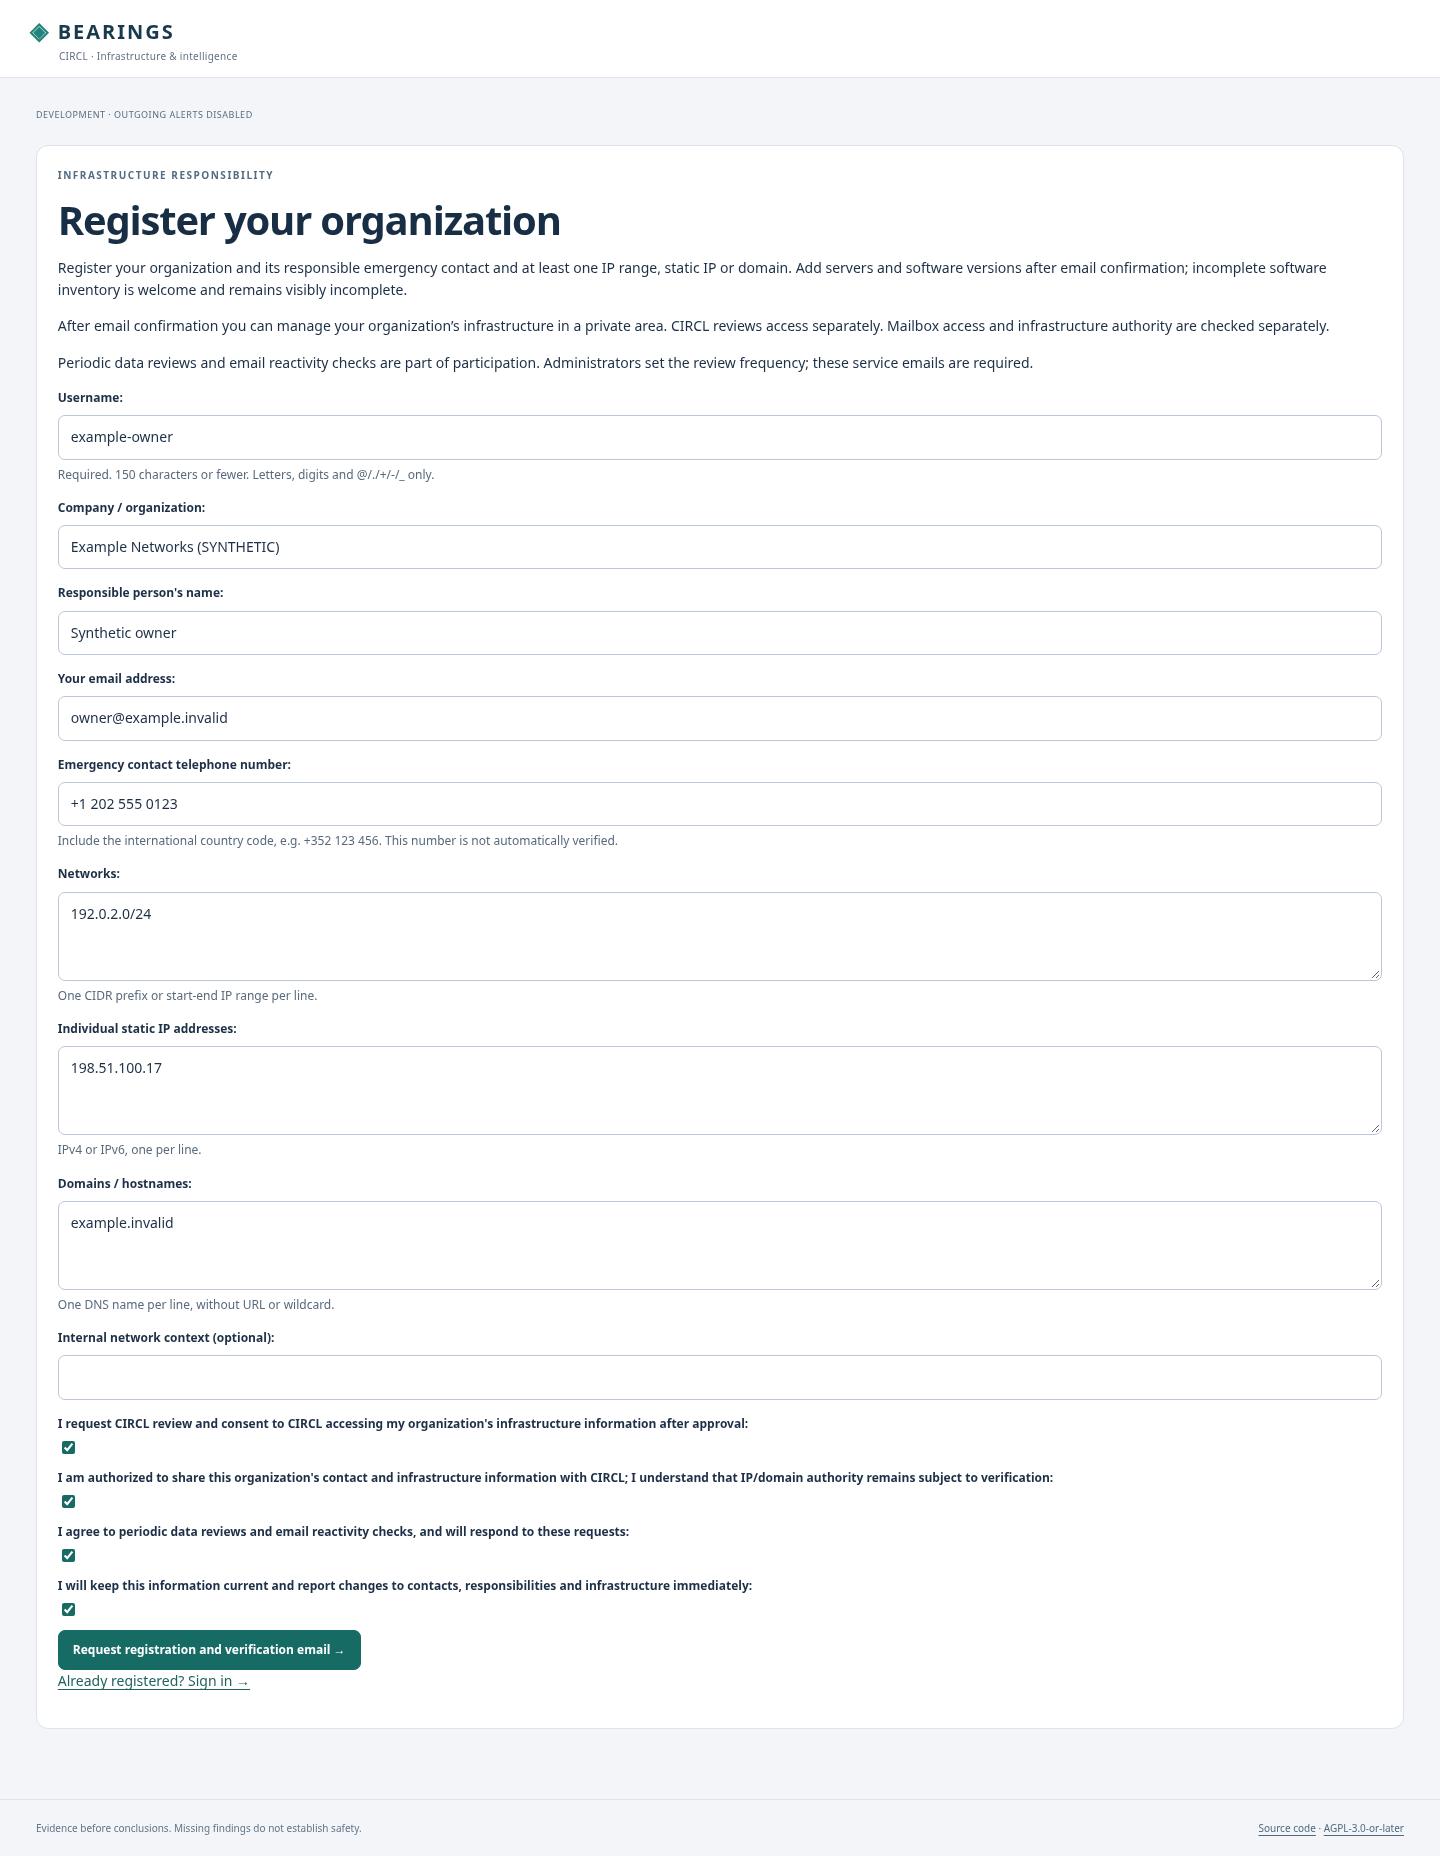 BEARINGS
CIRCL · Infrastructure & intelligence
DEVELOPMENT · OUTGOING ALERTS DISABLED
INFRASTRUCTURE RESPONSIBILITY
Register your organization
Register your organization and its responsible emergency contact and at least one IP range, static IP or domain. Add servers and software versions after email confirmation; incomplete software
inventory is welcome and remains visibly incomplete.
After email confirmation you can manage your organization’s infrastructure in a private area. CIRCL reviews access separately. Mailbox access and infrastructure authority are checked separately.
Periodic data reviews and email reactivity checks are part of participation. Administrators set the review frequency; these service emails are required.
Username:
example-owner
Required. 150 characters or fewer. Letters, digits and @/./+/-/_ only.
Company / organization:
Example Networks (SYNTHETIC)
Responsible person's name:
Synthetic owner
Your email address:
owner@example.invalid
Emergency contact telephone number:
+1 202 555 0123
Include the international country code, e.g. +352 123 456. This number is not automatically verified.
Networks:
192.0.2.0/24
One CIDR prefix or start-end IP range per line.
Individual static IP addresses:
198.51.100.17
IPv4 or IPv6, one per line.
Domains / hostnames:
example.invalid
One DNS name per line, without URL or wildcard.
Internal network context (optional):
I request CIRCL review and consent to CIRCL accessing my organization's infrastructure information after approval:
I am authorized to share this organization's contact and infrastructure information with CIRCL; I understand that IP/domain authority remains subject to verification:
I agree to periodic data reviews and email reactivity checks, and will respond to these requests:
I will keep this information current and report changes to contacts, responsibilities and infrastructure immediately:
Request registration and verification email →
Already registered? Sign in →
Evidence before conclusions. Missing findings do not establish safety.
Source code · AGPL-3.0-or-later